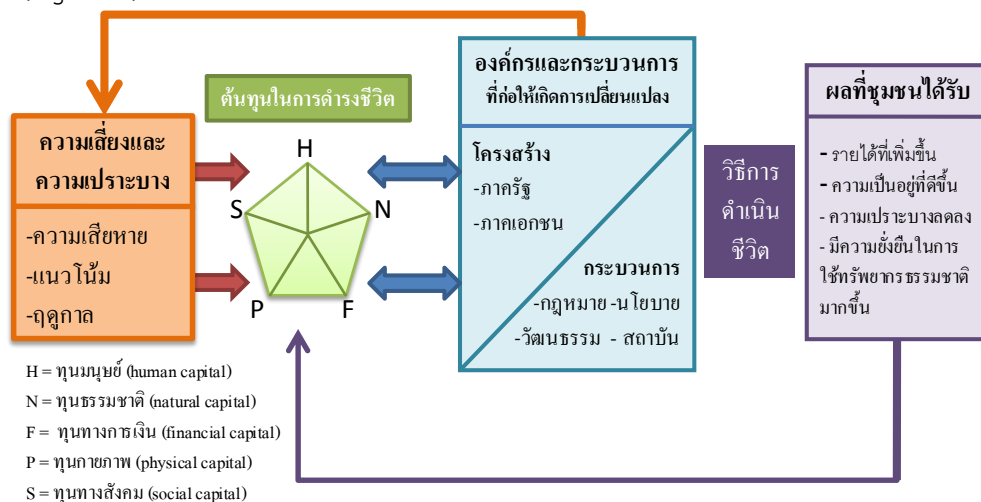 องค์กรและกระบวนการ
ที่ก่อให้เกิดการเปลี่ยนแปลง
ต้นทุนในการดำรงชีวิต
ผลที่ชุมชนได้รับ
ความเสี่ยงและ
ความเปราะบาง
-ความเสียหาย
-แนวโน้ม
-ฤดูกาล
H
S
N
P
F
โครงสร้าง
-ภาครัฐ
-ภาคเอกชน
กระบวนการ
-กฎหมาย -นโยบาย
-วัฒนธรรม - สถาบัน
วิธีการ
ดำเนิน
ชีวิต
- รายได้ที่เพิ่มขึ้น
- ความเป็นอยู่ที่ดีขึ้น
- ความเปราะบางลดลง
- มีความยั่งยืนในการ
ใช้ทรัพยากรธรรมชาติ
มากขึ้น
H = ทุนมนุษย์ (human capital)
N = ทุนธรรมชาติ (natural capital)
F = ทุนทางการเงิน (financial capital)
P = ทุนกายภาพ (physical capital)
S = ทุนทางสังคม (social capital)